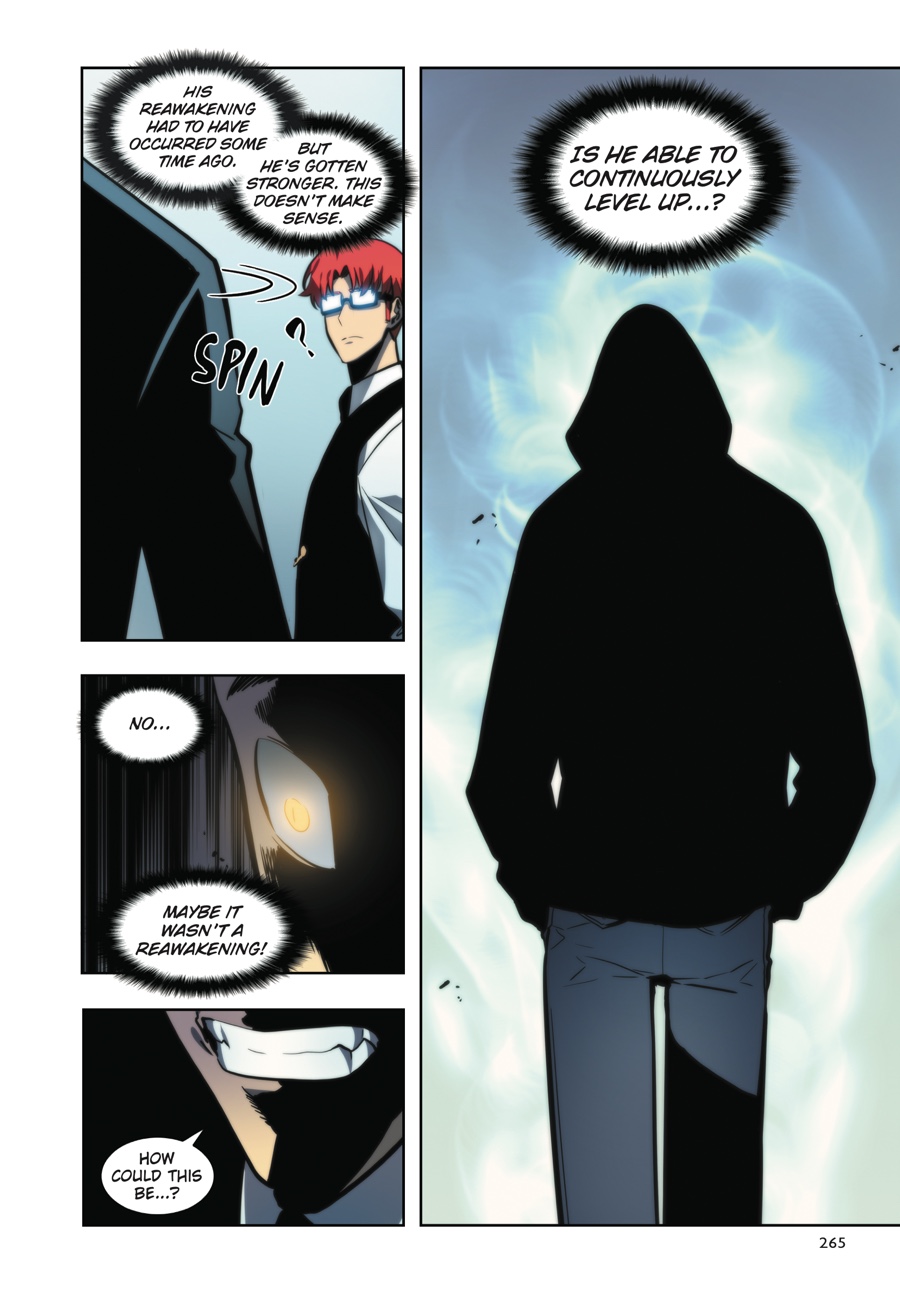 HIS
REAWAKENING
HAD TO HAVE
OCCURRED SOME
TIME AGO.
BUT
HE'S GOTTEN
STRONGER. THIS
DOESN'T MAKE
SENSE.
SPIN
?
NO...
MAYBE IT
WASN'T A
REAWAKENING!
HOW
COULD THIS
BE...?
IS HE ABLE TO
CONTINUOUSLY
LEVEL UP...?
265